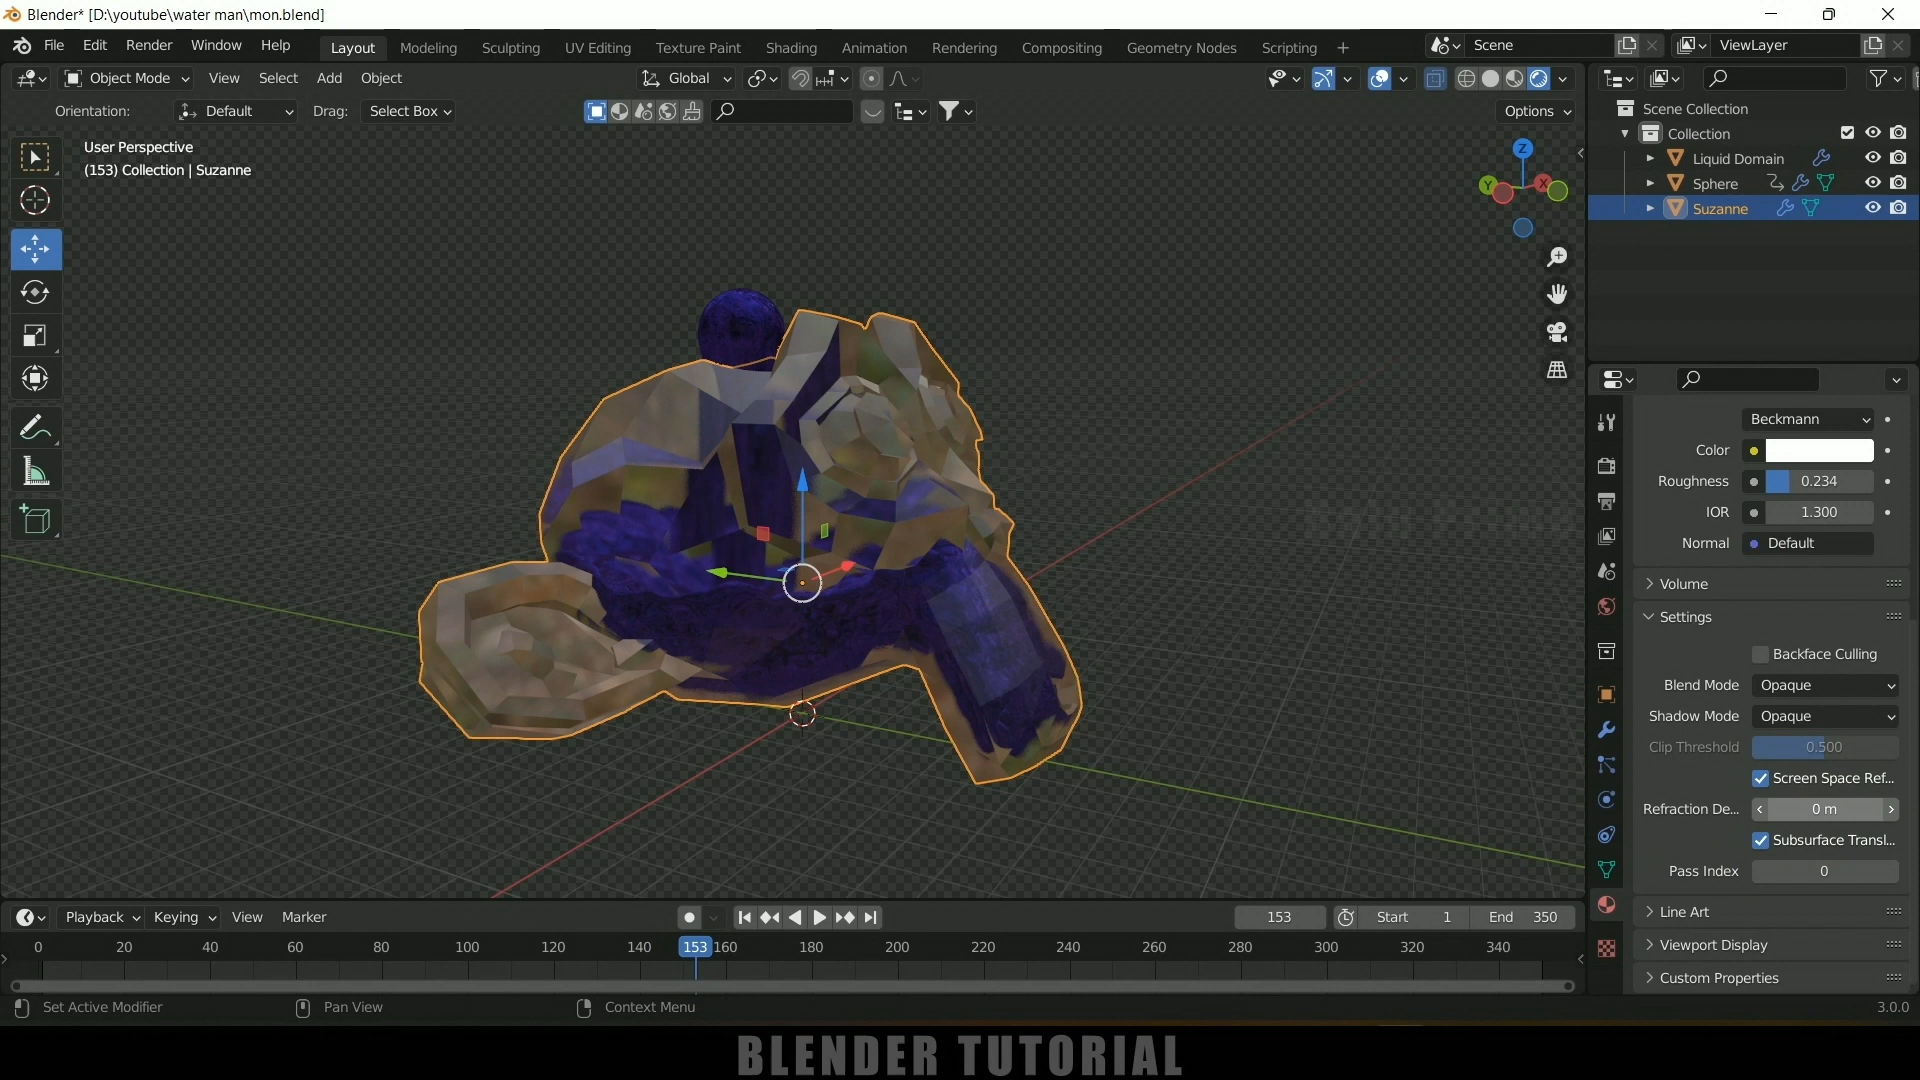 Blender* [D:\youtube\water man\mon.blend]
File Edit Render Window Help Layout Modeling Sculpting UV Editing Texture Paint Shading Animation Rendering Compositing Geometry Nodes Scripting + Scene ViewLayer
Object Mode View Select Add Object Global
Orientation: Default Drag: Select Box Options
User Perspective
(153) Collection | Suzanne
Z
Y X
Scene Collection
Collection
Liquid Domain
Sphere
Suzanne
Beckmann
Color
Roughness 0.234
IOR 1.300
Normal Default
Volume
Settings
Backface Culling
Blend Mode Opaque
Shadow Mode Opaque
Clip Threshold 0.500
Screen Space Ref...
Refraction De... 0 m
Subsurface Transl...
Pass Index 0
Line Art
Viewport Display
Custom Properties
Playback Keying View Marker 153 Start 1 End 350
0 20 40 60 80 100 120 140 153 160 180 200 220 240 260 280 300 320 340
Set Active Modifier Pan View Context Menu 3.0.0
BLENDER TUTORIAL